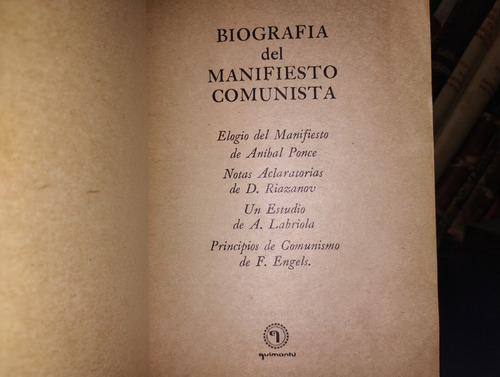 BIOGRAFIA
del
MANIFIESTO
COMUNISTA
Elogio del Manifiesto
de Aníbal Ponce
Notas Aclaratorias
de D. Riazanov
Un Estudio
de A. Labriola
Principios de Comunismo
de F. Engels.
quimantú